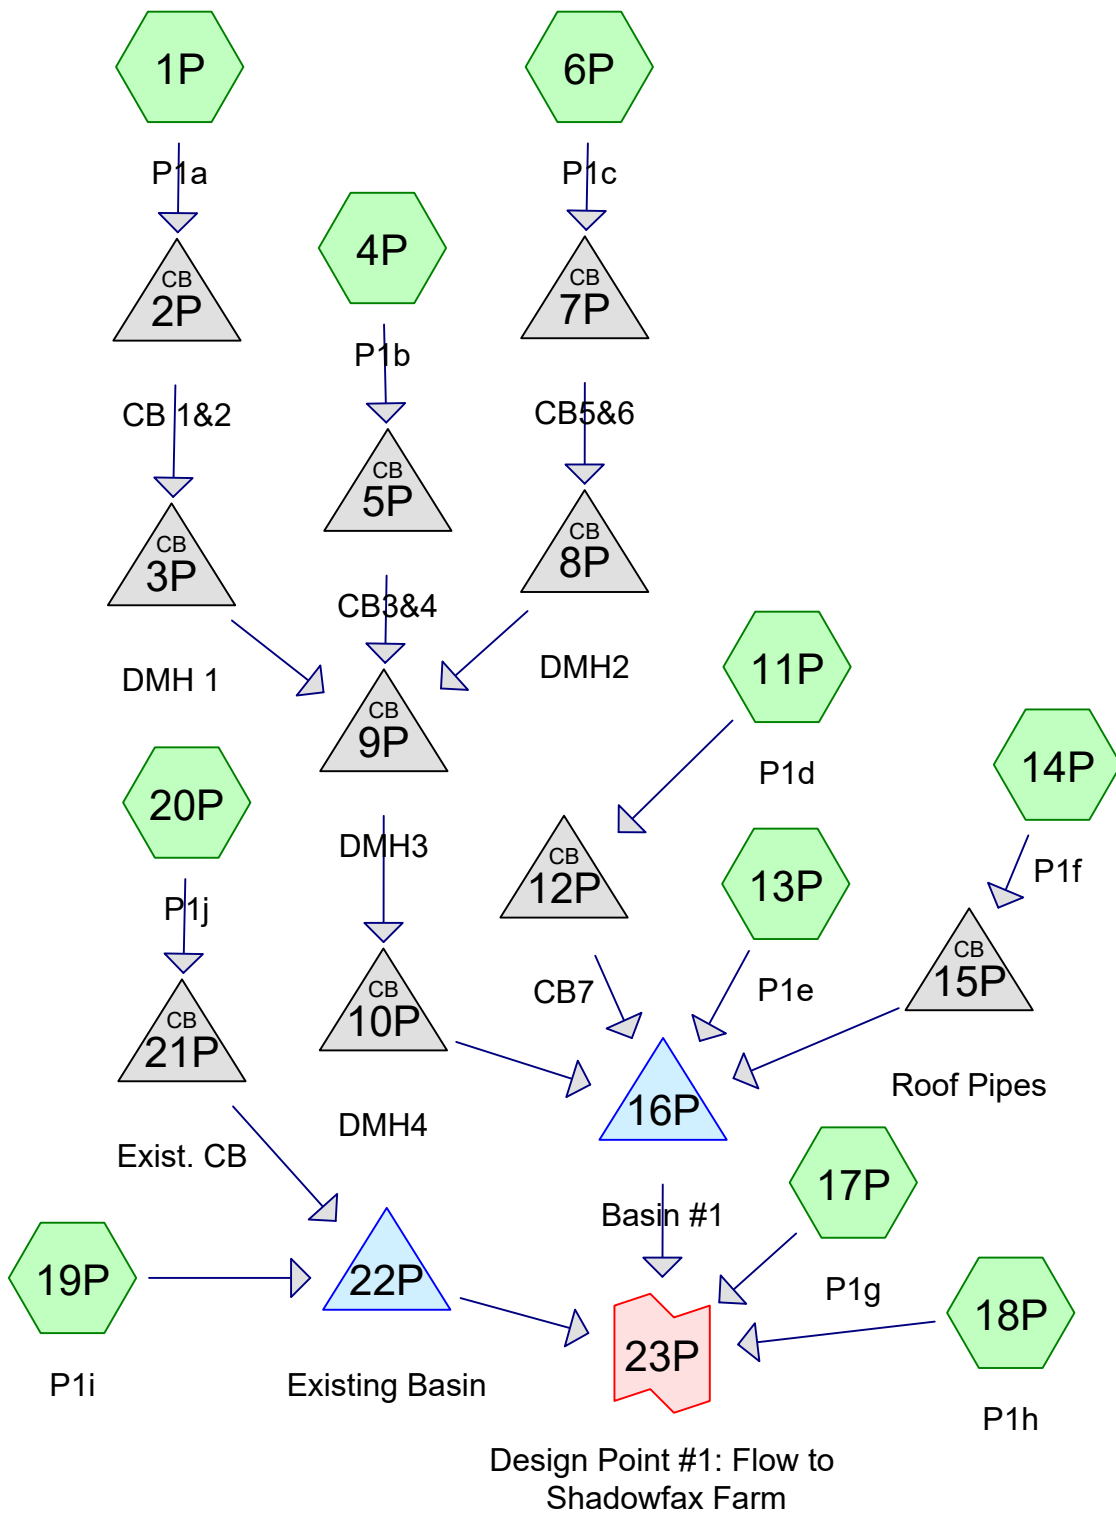 1P
6P
P1a
P1c
4P
CB
2P
CB
7P
P1b
CB 1&2
CB5&6
CB
5P
CB
3P
CB
8P
CB3&4
DMH 1
DMH2
11P
CB
9P
P1d
14P
20P
DMH3
CB
12P
13P
P1f
P1j
CB
15P
CB7
P1e
CB
10P
CB
21P
Roof Pipes
16P
DMH4
Exist. CB
17P
Basin #1
19P
22P
P1g
18P
23P
P1i
Existing Basin
P1h
Design Point #1: Flow to
Shadowfax Farm